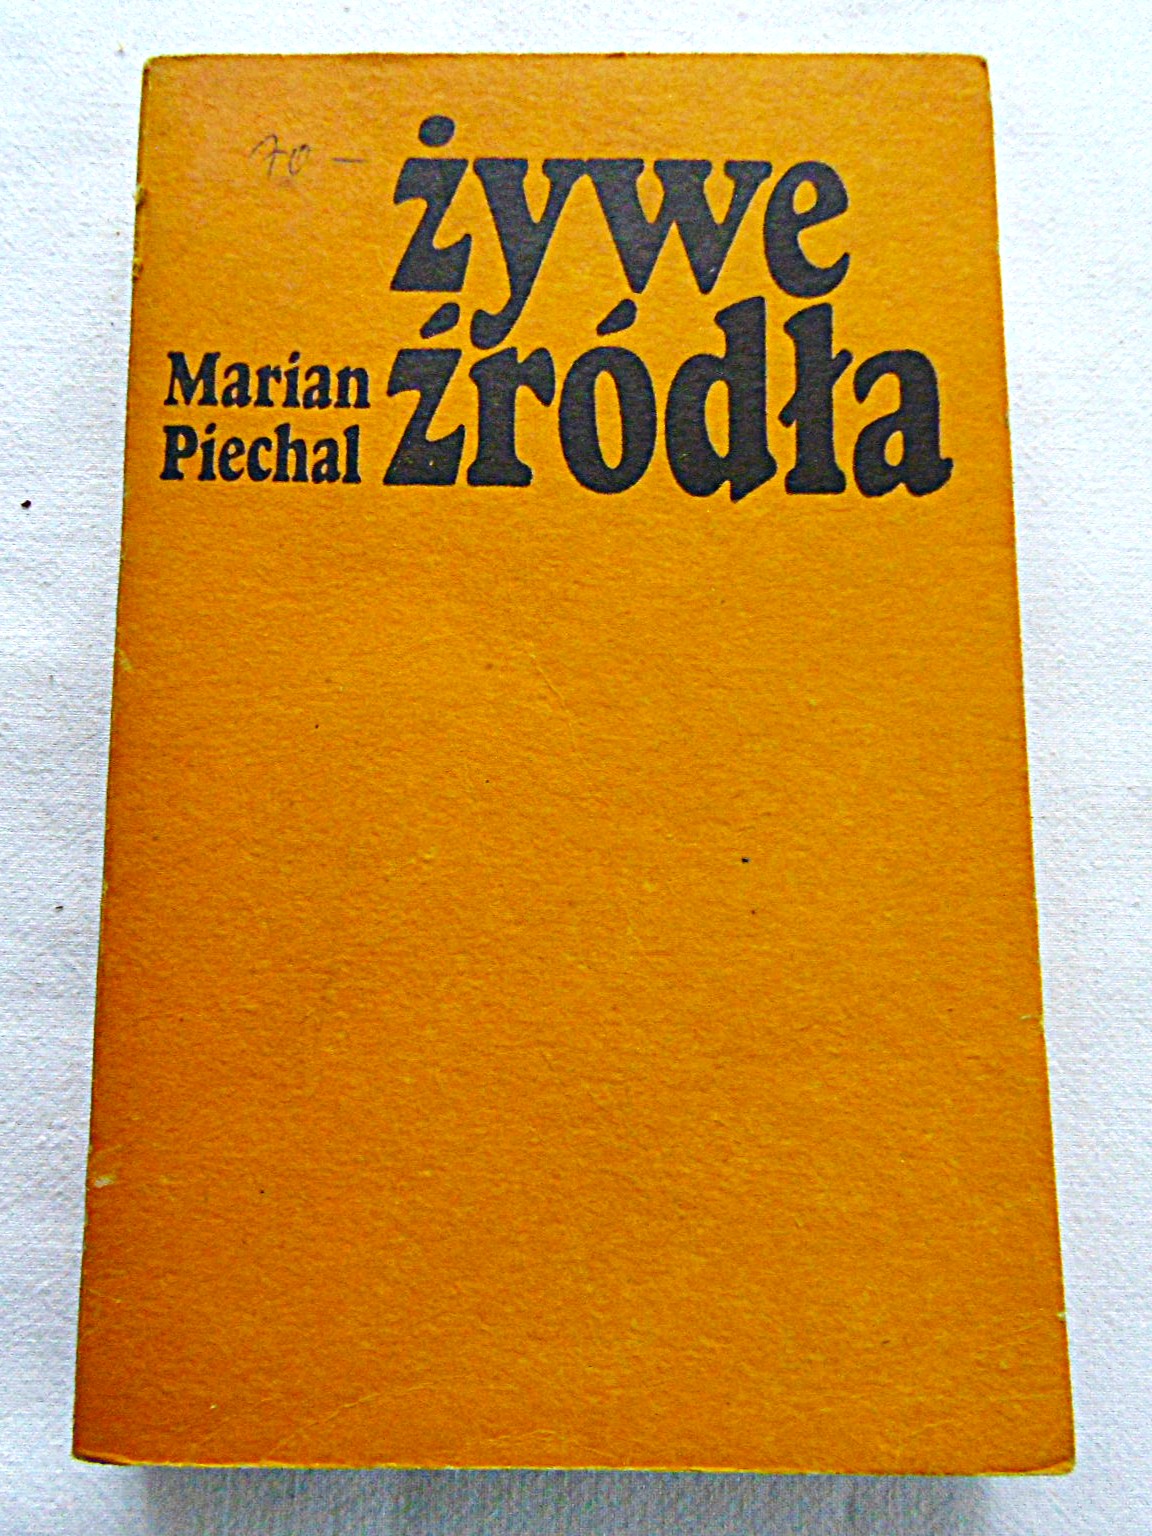 70 -
żywe
źródła
Marian
Piechal